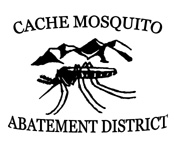 CACHE MOSQUITO
ABATEMENT DISTRICT